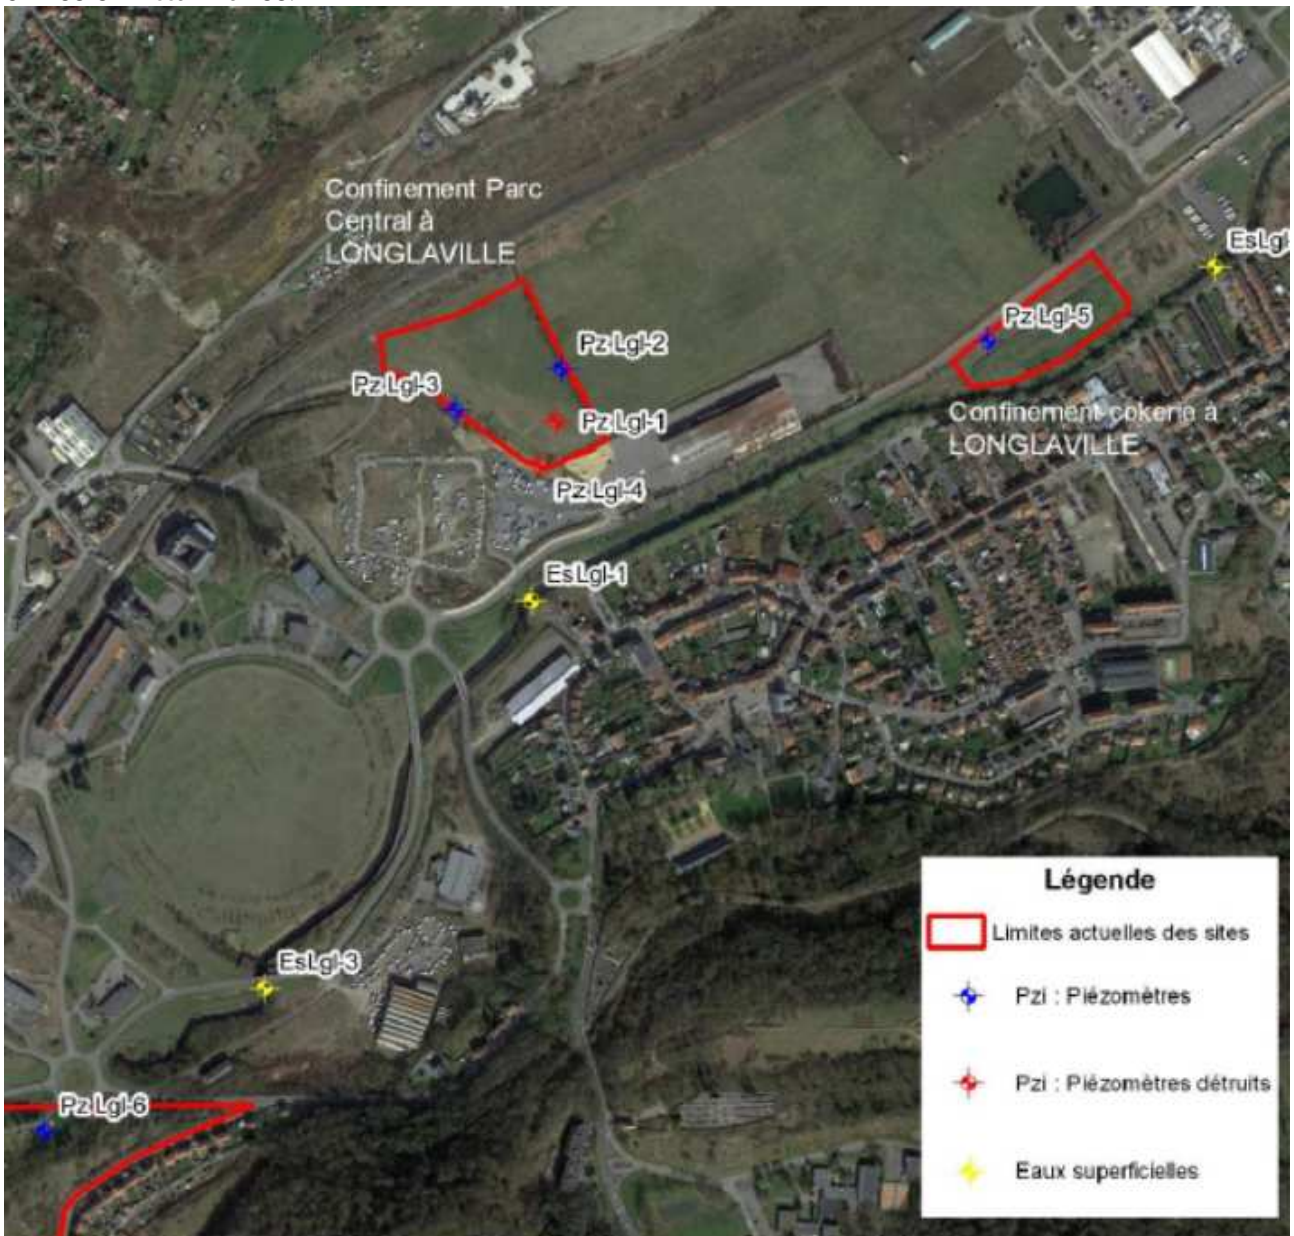 Confinement Parc
Central à
LONGLAVILLE
EsLgl-
Pz Lgl-5
Pz Lgl-2
Pz Lgl-3
Pz Lgl-1
Confinement cokerie à
LONGLAVILLE
Pz Lgl-4
EsLgl-1
Légende
Limites actuelles des sites
EsLgl-3
Pzi : Piézomètres
Pzi : Piézomètres détruits
Pz Lgl-6
Eaux superficielles